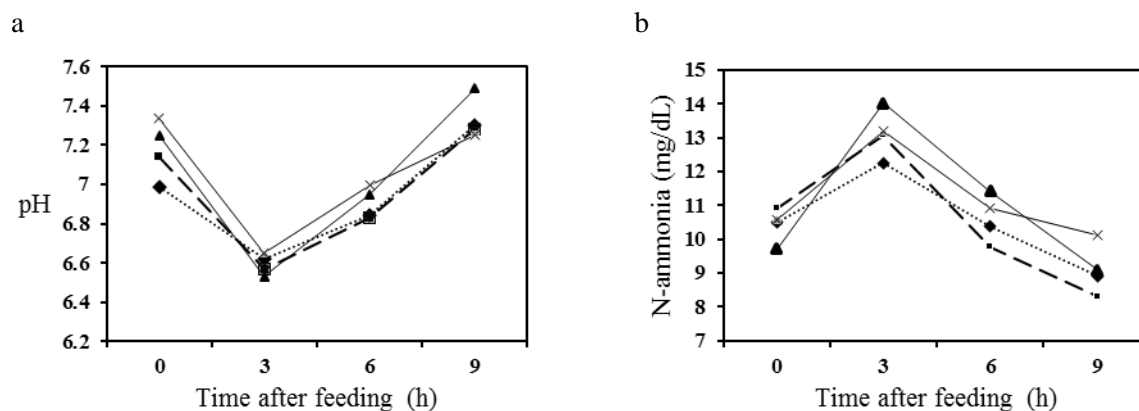 a
7.6
7.4
7.2
7
6.8
6.6
6.4
6.2
pH
0 3 6 9
Time after feeding (h)
b
15
14
13
12
11
10
9
8
7
N-ammonia (mg/dL)
0 3 6 9
Time after feeding (h)